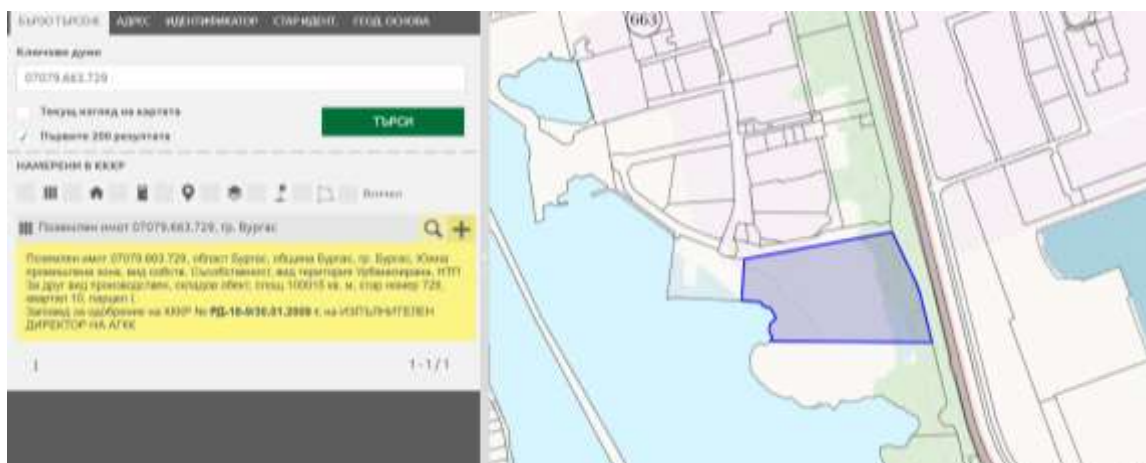 БЪРЗО ТЪРСЕНЕ АДРЕС ИДЕНТИФИКАТОР СТАР ИДЕНТ. ГЕОД. ОСНОВА
Ключови думи
07079.663.729
Текущ изглед на картата
Първите 200 резултата
ТЪРСИ
НАМЕРЕНИ В КККР
Всички
Поземлен имот 07079.663.729, гр. Бургас
Поземлен имот 07079.663.729, област Бургас, община Бургас, гр. Бургас, Южна
промишлена зона, вид собств. Съсобственост, вид територия Урбанизирана, НТП
За друг вид производствен, складов обект, площ 100015 кв. м, стар номер 729,
квартал 10, парцел I,
Заповед за одобрение на КККР № РД-18-9/30.01.2009 г. на ИЗПЪЛНИТЕЛЕН
ДИРЕКТОР НА АГКК
1
1-1 / 1
663